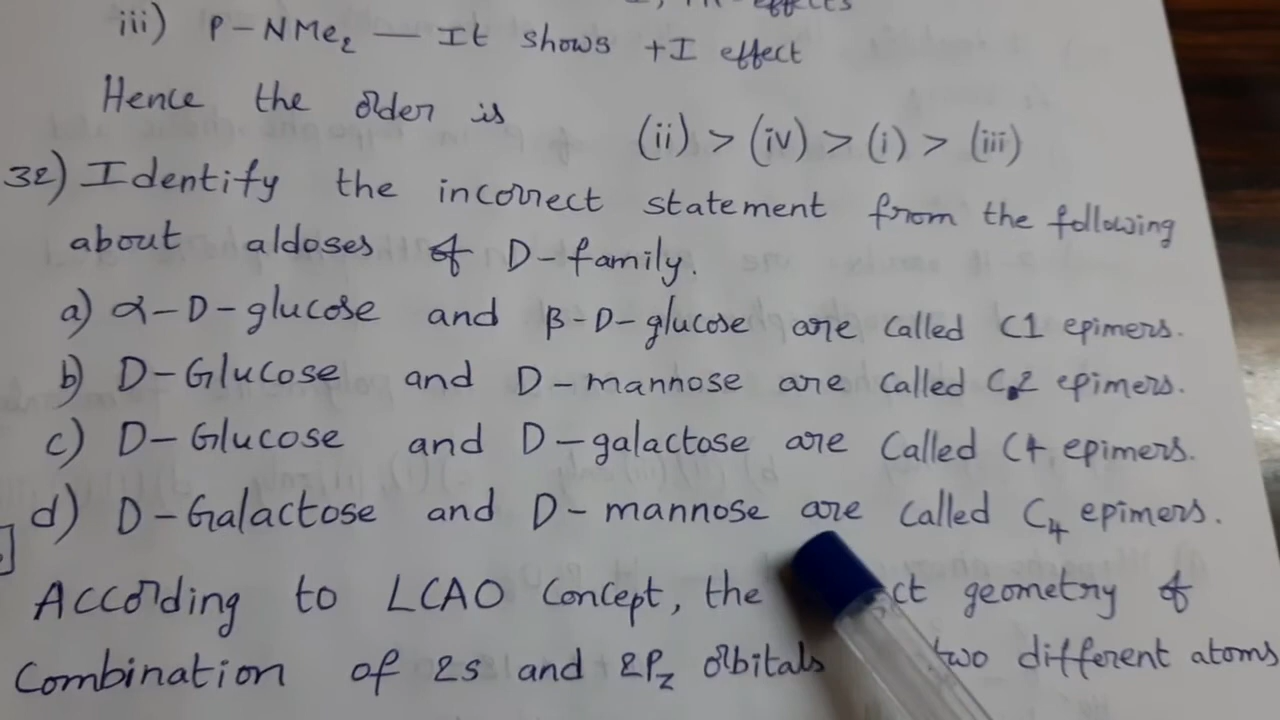 effects
iii) P-NMe₂ — It shows +I effect
Hence the order is (ii) > (iv) > (i) > (iii)
32) Identify the incorrect statement from the following
about aldoses of D-family.
a) α-D-glucose and β-D-glucose are called C1 epimers.
b) D-Glucose and D-mannose are called C2 epimers.
c) D-Glucose and D-galactose are called C4 epimers.
d) D-Galactose and D-mannose are called C₄ epimers.
According to LCAO concept, the ct geometry of
combination of 2s and 2P_z orbitals two different atoms